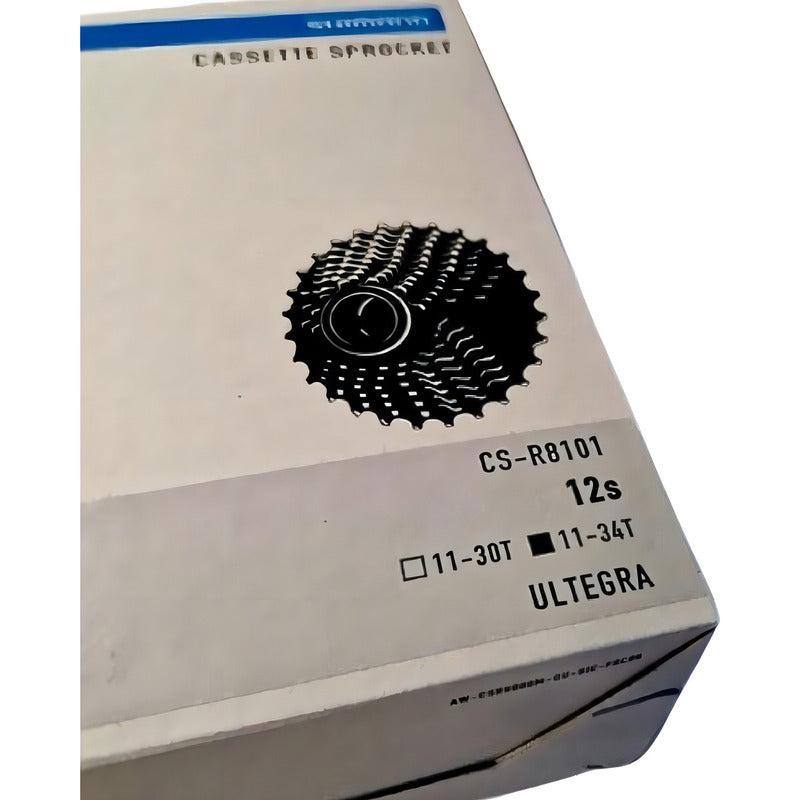 CASSETTE SPROCKET
CS-R8101
12s
11-30T 11-34T
ULTEGRA